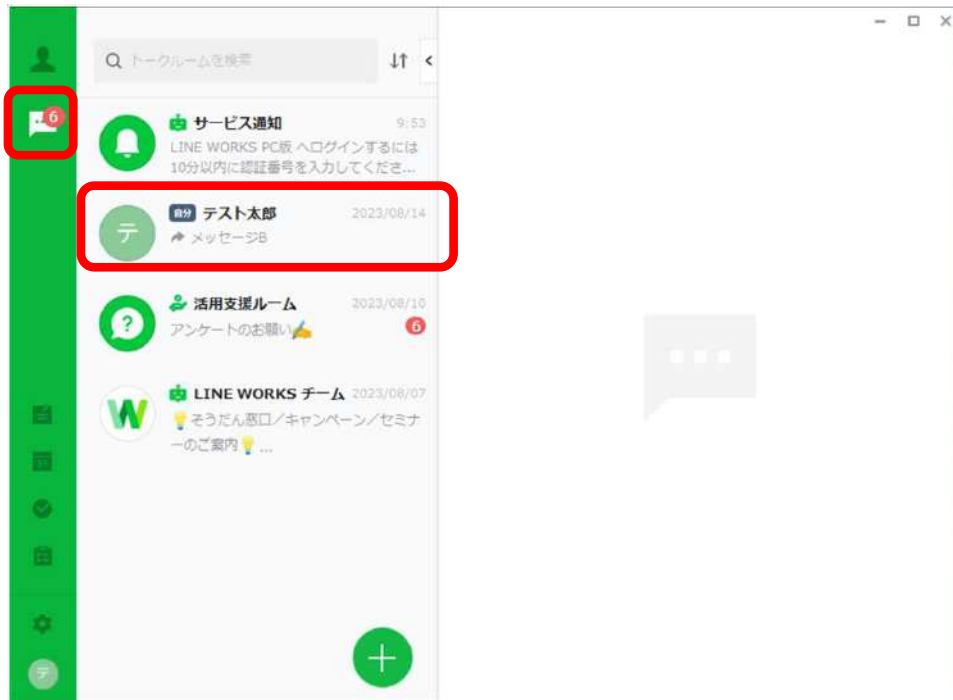 トークルームを検索
6
サービス通知 9:53
LINE WORKS PC版 へログインするには
10分以内に認証番号を入力してくださ...
テ
自分 テスト太郎 2023/08/14
メッセージB
活用支援ルーム 2023/08/10
アンケートのお願い✍ 6
LINE WORKS チーム 2023/08/07
💡そうだん窓口／キャンペーン／セミナ
ーのご案内💡 ...
テ